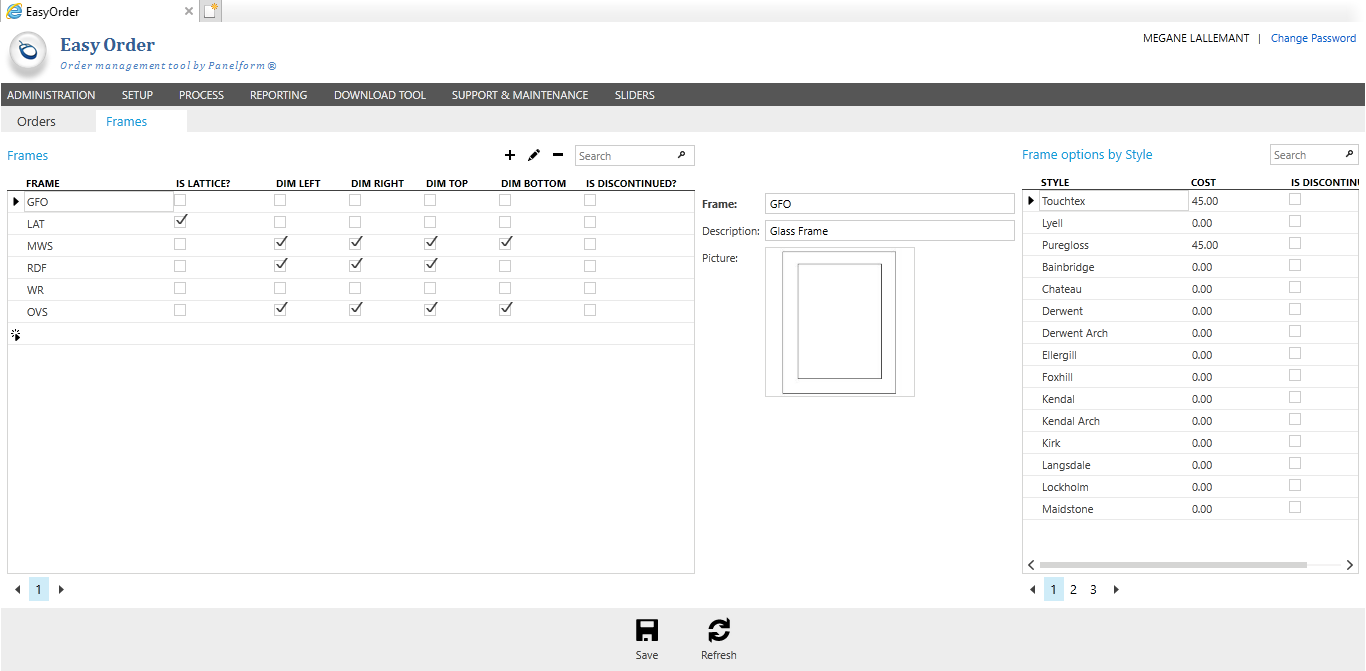 EasyOrder
Easy Order
Order management tool by Panelform ®
MEGANE LALLEMANT | Change Password
ADMINISTRATION SETUP PROCESS REPORTING DOWNLOAD TOOL SUPPORT & MAINTENANCE SLIDERS
Orders Frames
Frames
Search
FRAME IS LATTICE? DIM LEFT DIM RIGHT DIM TOP DIM BOTTOM IS DISCONTINUED?
GFO
LAT
MWS
RDF
WR
OVS
1
Frame: GFO
Description: Glass Frame
Picture:
Frame options by Style
Search
STYLE COST IS DISCONTINU
Touchtex 45.00
Lyell 0.00
Puregloss 45.00
Bainbridge 0.00
Chateau 0.00
Derwent 0.00
Derwent Arch 0.00
Ellergill 0.00
Foxhill 0.00
Kendal 0.00
Kendal Arch 0.00
Kirk 0.00
Langsdale 0.00
Lockholm 0.00
Maidstone 0.00
1 2 3
Save Refresh